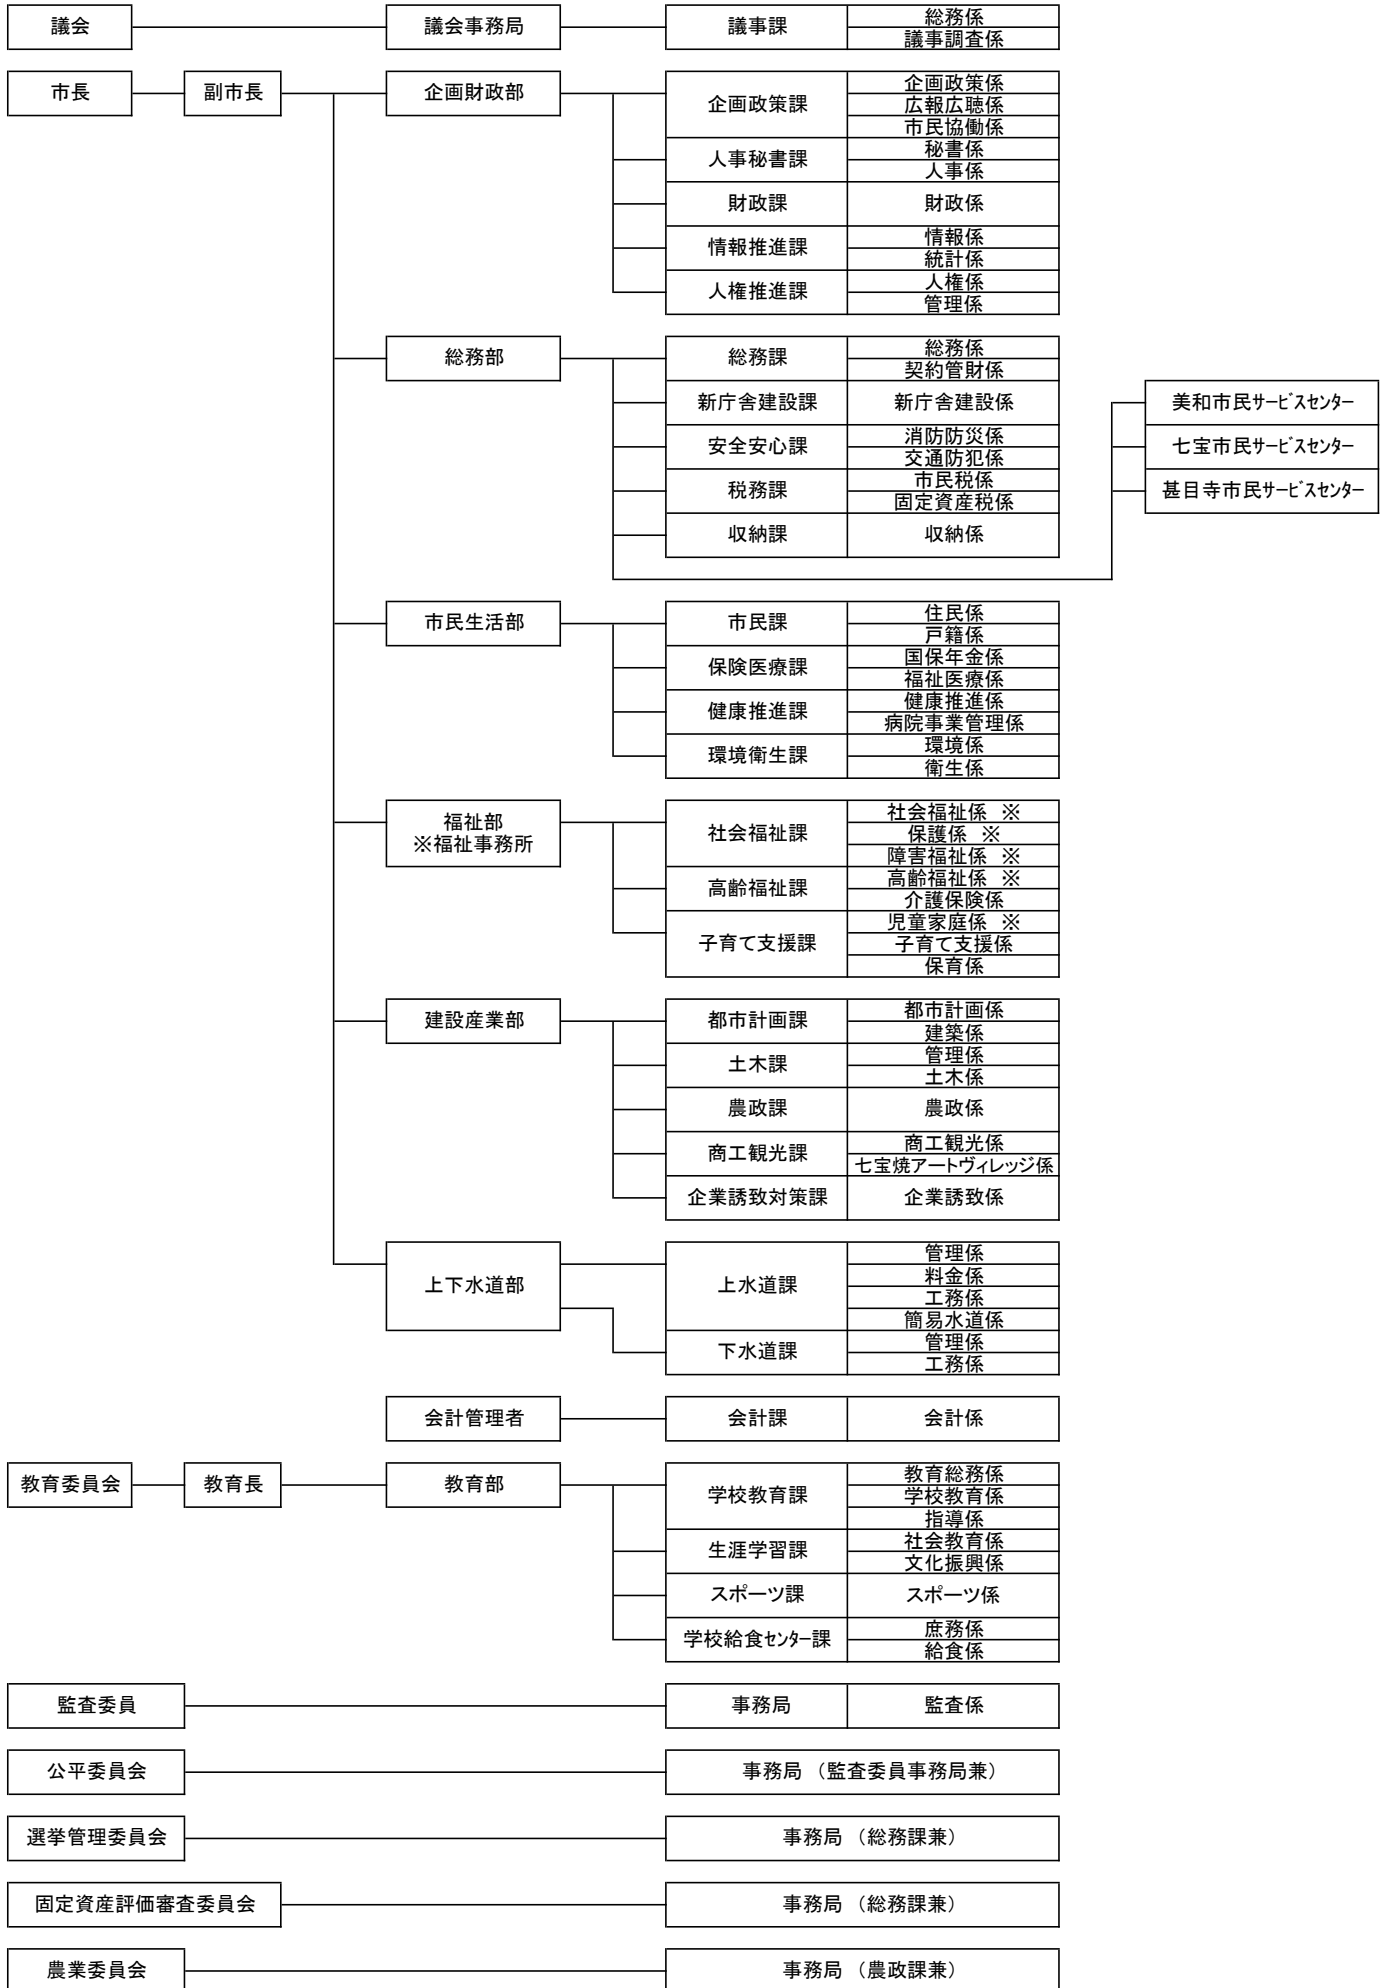 議会
議会事務局
議事課
総務係
議事調査係
市長
副市長
企画財政部
企画政策課
企画政策係
広報広聴係
市民協働係
人事秘書課
秘書係
人事係
財政課
財政係
情報推進課
情報係
統計係
人権推進課
人権係
管理係
総務部
総務課
総務係
契約管財係
新庁舎建設課
新庁舎建設係
安全安心課
消防防災係
交通防犯係
税務課
市民税係
固定資産税係
収納課
収納係
美和市民サービスセンター
七宝市民サービスセンター
甚目寺市民サービスセンター
市民生活部
市民課
住民係
戸籍係
保険医療課
国保年金係
福祉医療係
健康推進課
健康推進係
病院事業管理係
環境衛生課
環境係
衛生係
福祉部
※福祉事務所
社会福祉課
社会福祉係 ※
保護係 ※
障害福祉係 ※
高齢福祉課
高齢福祉係 ※
介護保険係
子育て支援課
児童家庭係 ※
子育て支援係
保育係
建設産業部
都市計画課
都市計画係
建築係
土木課
管理係
土木係
農政課
農政係
商工観光課
商工観光係
七宝焼アートヴィレッジ係
企業誘致対策課
企業誘致係
上下水道部
上水道課
管理係
料金係
工務係
簡易水道係
下水道課
管理係
工務係
会計管理者
会計課
会計係
教育委員会
教育長
教育部
学校教育課
教育総務係
学校教育係
指導係
生涯学習課
社会教育係
文化振興係
スポーツ課
スポーツ係
学校給食センター課
庶務係
給食係
監査委員
事務局
監査係
公平委員会
事務局 (監査委員事務局兼)
選挙管理委員会
事務局 (総務課兼)
固定資産評価審査委員会
事務局 (総務課兼)
農業委員会
事務局 (農政課兼)